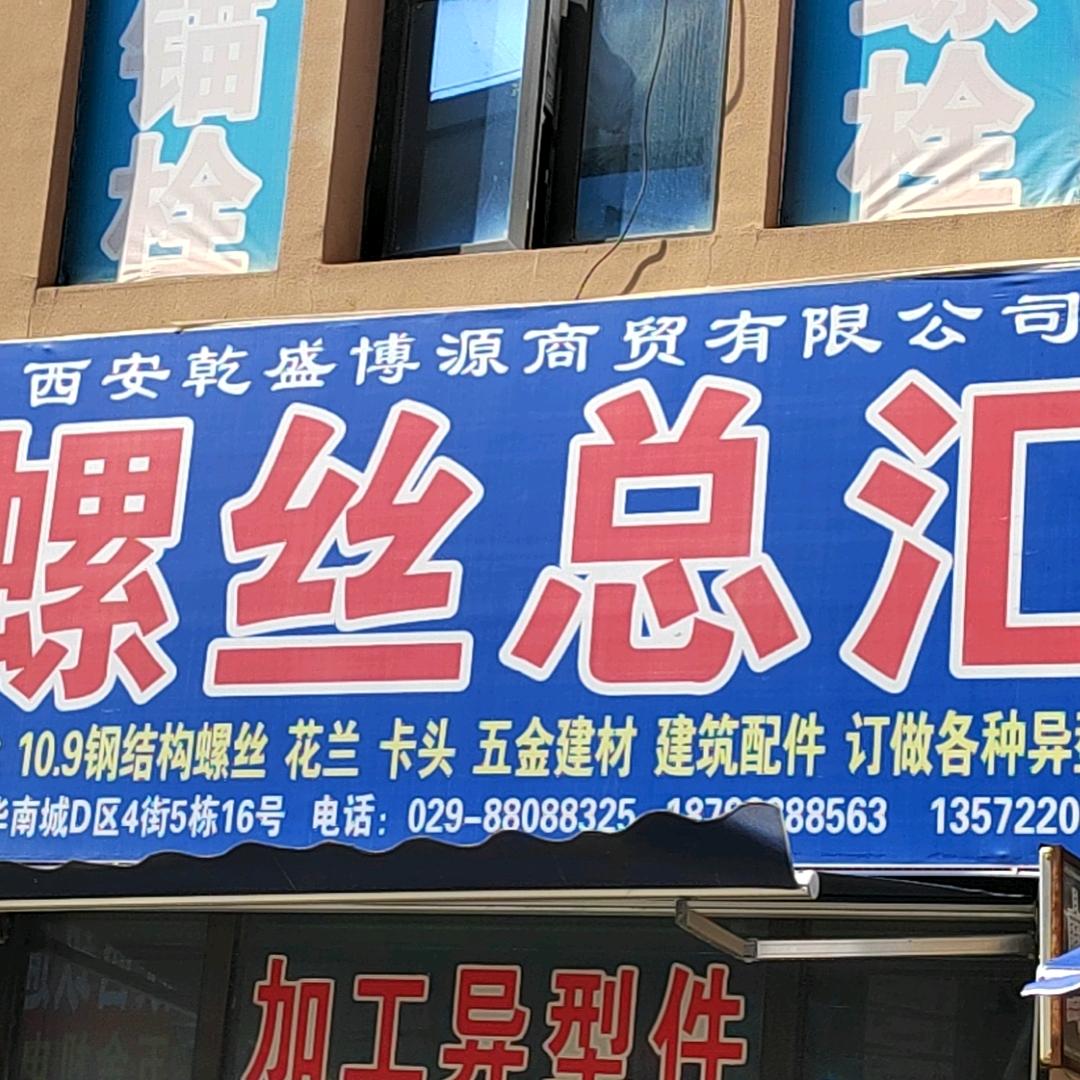 锚栓
螺栓
西安乾盛博源商贸有限公司
螺丝总汇
10.9钢结构螺丝 花兰 卡头 五金建材 建筑配件 订做各种异型
华南城D区4街5栋16号 电话：029-88088325 88563 1357220
加工异型件